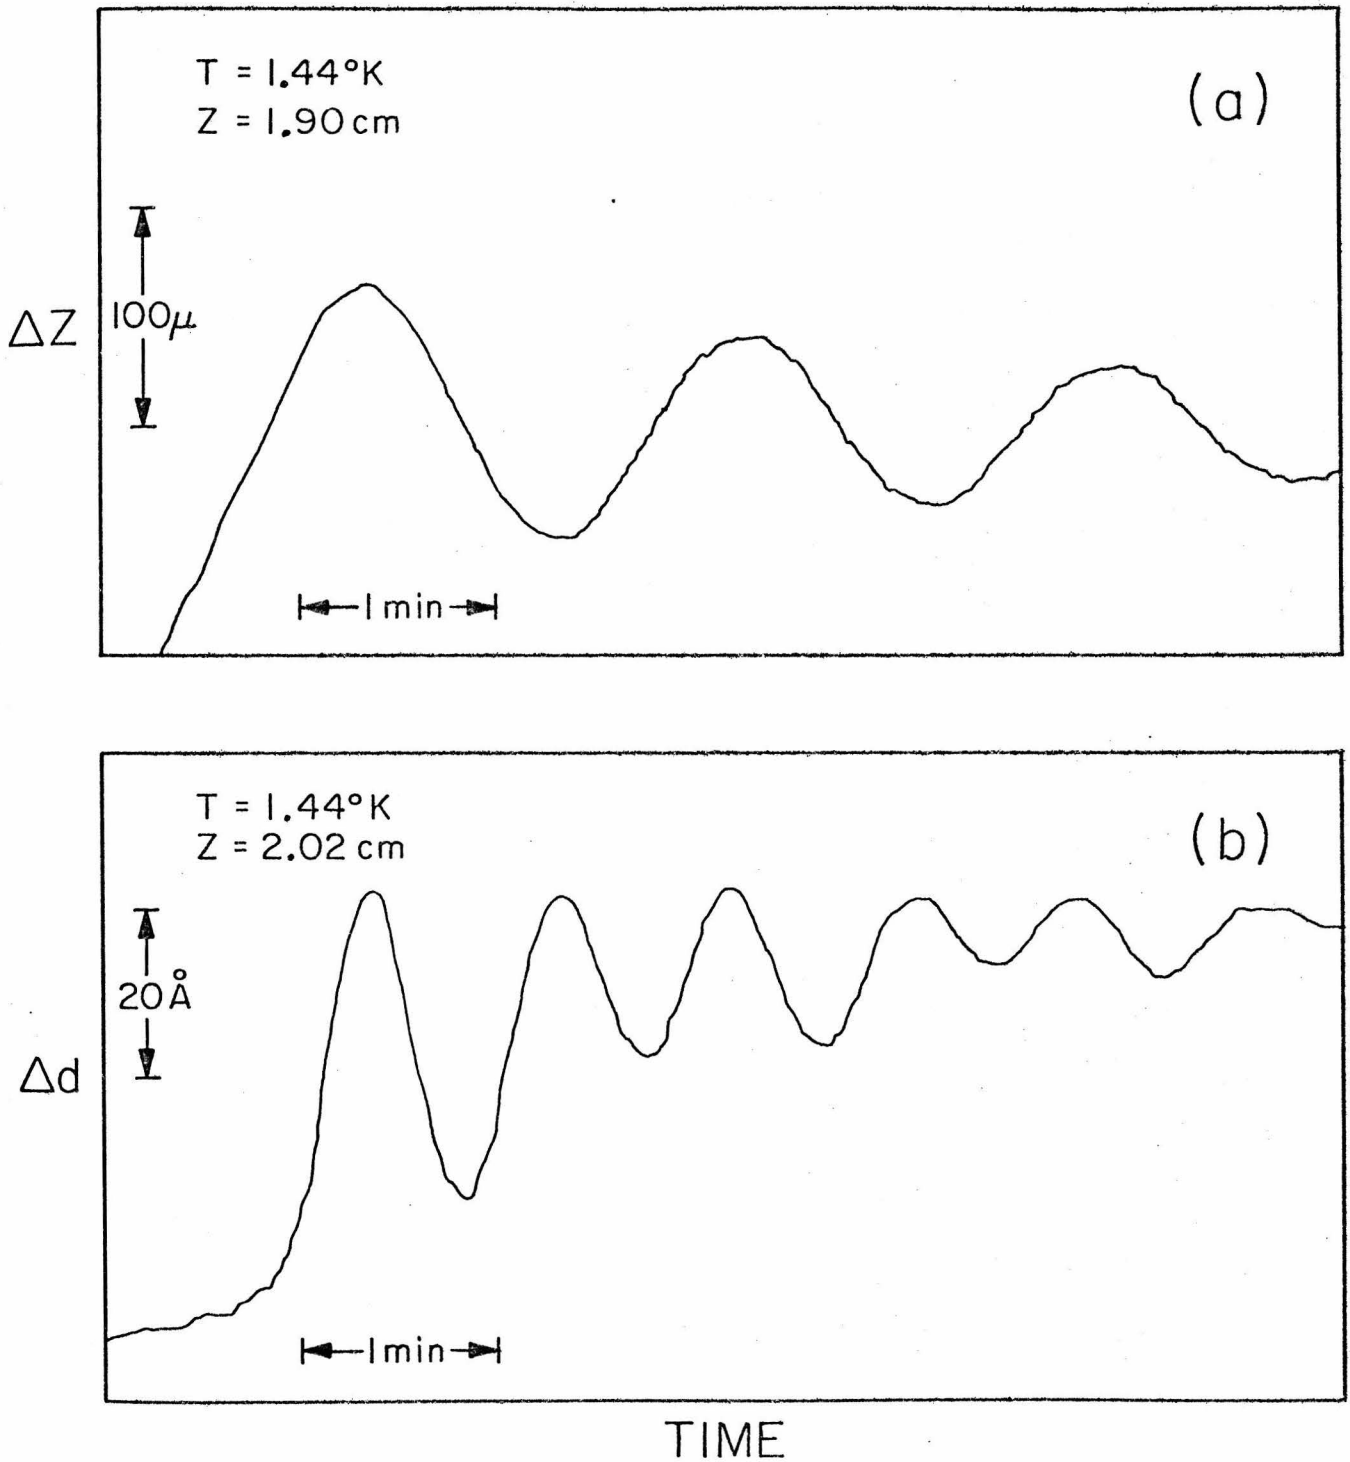 T = 1.44°K
Z = 1.90 cm
(a)
100μ
ΔZ
1 min
T = 1.44°K
Z = 2.02 cm
(b)
20Å
Δd
1 min
TIME